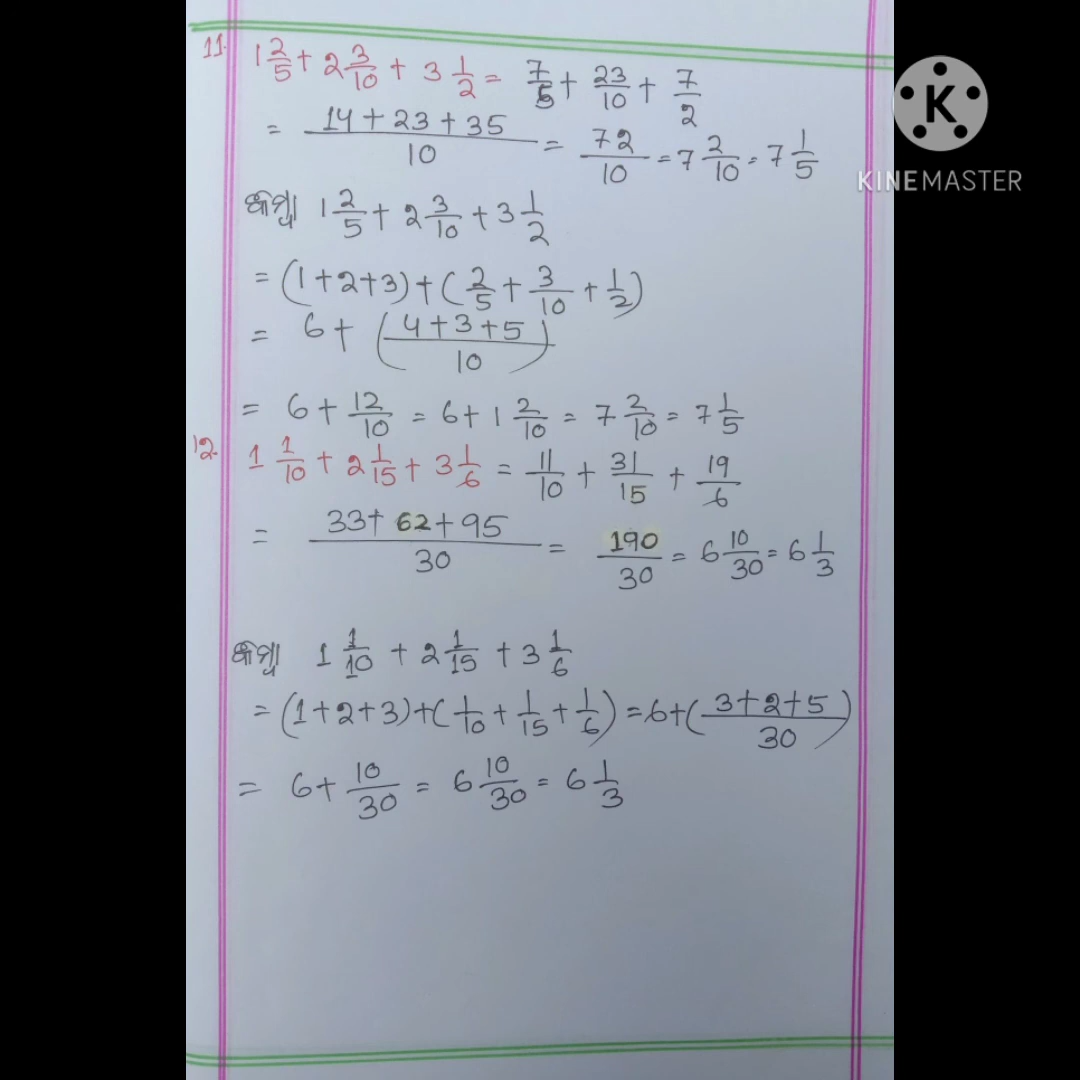 11. 1 2/5 + 2 3/10 + 3 1/2 = 7/5 + 23/10 + 7/2
= (14 + 23 + 35)/10 = 72/10 = 7 2/10 = 7 1/5
କିମ୍ବା 1 2/5 + 2 3/10 + 3 1/2
= (1+2+3) + (2/5 + 3/10 + 1/2)
= 6 + ((4+3+5)/10)
= 6 + 12/10 = 6 + 1 2/10 = 7 2/10 = 7 1/5
12. 1 1/10 + 2 1/15 + 3 1/6 = 11/10 + 31/15 + 19/6
= (33 + 62 + 95)/30 = 190/30 = 6 10/30 = 6 1/3
କିମ୍ବା 1 1/10 + 2 1/15 + 3 1/6
= (1+2+3) + (1/10 + 1/15 + 1/6) = 6 + ((3+2+5)/30)
= 6 + 10/30 = 6 10/30 = 6 1/3
K
KINEMASTER